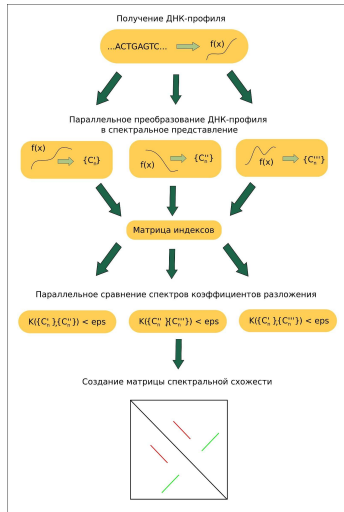 Получение ДНК-профиля
...ACTGAGTC... f(x)
Параллельное преобразование ДНК-профиля
в спектральное представление
f(x) {C'ₙ} f(x) {C''ₙ} f(x) {C'''ₙ}
Матрица индексов
Параллельное сравнение спектров коэффициентов разложения
K({C'ₙ},{C''ₙ}) < eps K({C''ₙ},{C'''ₙ}) < eps K({C'ₙ},{C'''ₙ}) < eps
Создание матрицы спектральной схожести